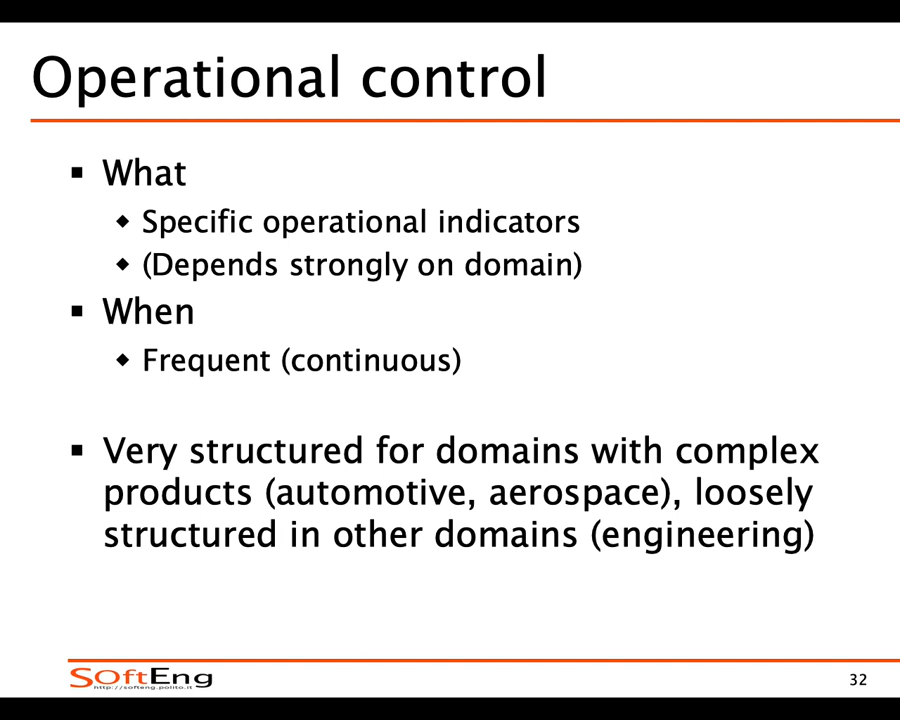 Operational control
▪ What
◆ Specific operational indicators
◆ (Depends strongly on domain)
▪ When
◆ Frequent (continuous)
▪ Very structured for domains with complex
products (automotive, aerospace), loosely
structured in other domains (engineering)
SOftEng
http://softeng.polito.it
32